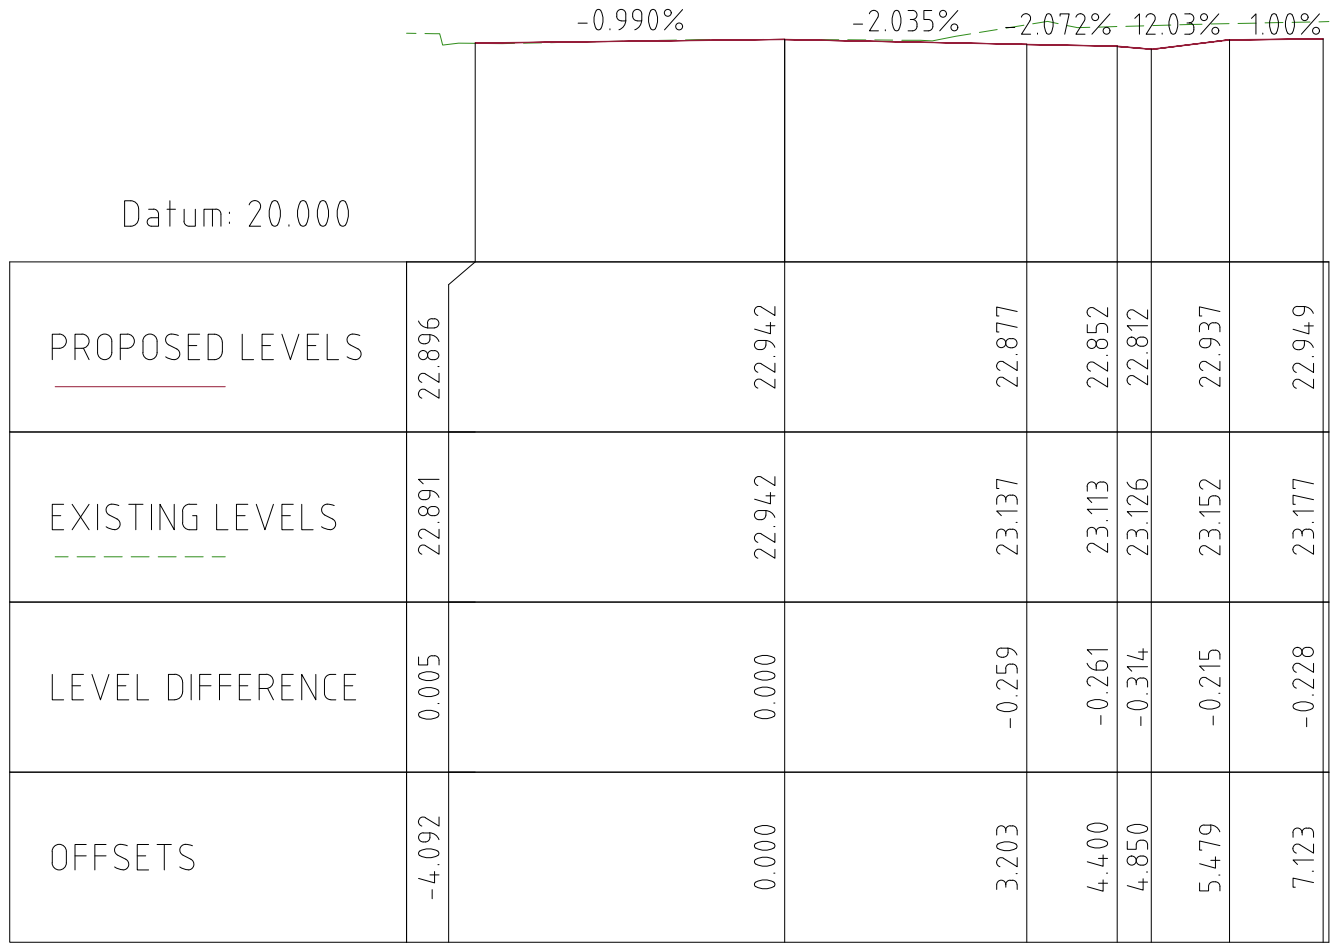 -0.990% -2.035% -2.072% 12.03% 1.00%
Datum: 20.000
PROPOSED LEVELS 22.896 22.942 22.877 22.852 22.812 22.937 22.949
EXISTING LEVELS 22.891 22.942 23.137 23.113 23.126 23.152 23.177
LEVEL DIFFERENCE 0.005 0.000 -0.259 -0.261 -0.314 -0.215 -0.228
OFFSETS -4.092 0.000 3.203 4.400 4.850 5.479 7.123